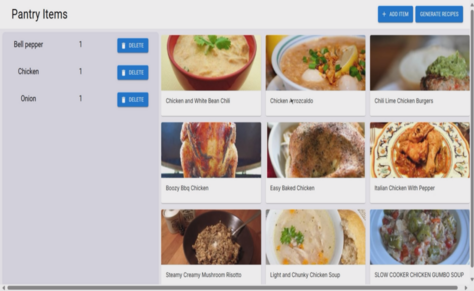 Pantry Items
+ ADD ITEM
GENERATE RECIPES
Bell pepper 1 DELETE
Chicken 1 DELETE
Onion 1 DELETE
Chicken and White Bean Chili
Chicken Arrozcaldo
Chili Lime Chicken Burgers
Boozy Bbq Chicken
Easy Baked Chicken
Italian Chicken With Pepper
Steamy Creamy Mushroom Risotto
Light and Chunky Chicken Soup
SLOW COOKER CHICKEN GUMBO SOUP